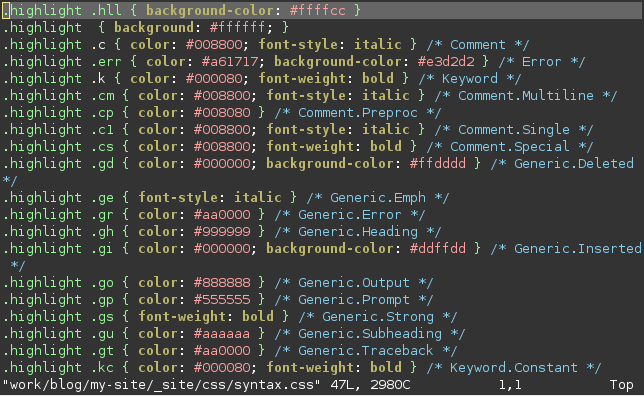 .highlight .hll { background-color: #ffffcc }
.highlight  { background: #ffffff; }
.highlight .c { color: #008800; font-style: italic } /* Comment */
.highlight .err { color: #a61717; background-color: #e3d2d2 } /* Error */
.highlight .k { color: #000080; font-weight: bold } /* Keyword */
.highlight .cm { color: #008800; font-style: italic } /* Comment.Multiline */
.highlight .cp { color: #008080 } /* Comment.Preproc */
.highlight .c1 { color: #008800; font-style: italic } /* Comment.Single */
.highlight .cs { color: #008800; font-weight: bold } /* Comment.Special */
.highlight .gd { color: #000000; background-color: #ffdddd } /* Generic.Deleted
*/
.highlight .ge { font-style: italic } /* Generic.Emph */
.highlight .gr { color: #aa0000 } /* Generic.Error */
.highlight .gh { color: #999999 } /* Generic.Heading */
.highlight .gi { color: #000000; background-color: #ddffdd } /* Generic.Inserted
 */
.highlight .go { color: #888888 } /* Generic.Output */
.highlight .gp { color: #555555 } /* Generic.Prompt */
.highlight .gs { font-weight: bold } /* Generic.Strong */
.highlight .gu { color: #aaaaaa } /* Generic.Subheading */
.highlight .gt { color: #aa0000 } /* Generic.Traceback */
.highlight .kc { color: #000080; font-weight: bold } /* Keyword.Constant */
"work/blog/my-site/_site/css/syntax.css" 47L, 2980C 1,1 Top